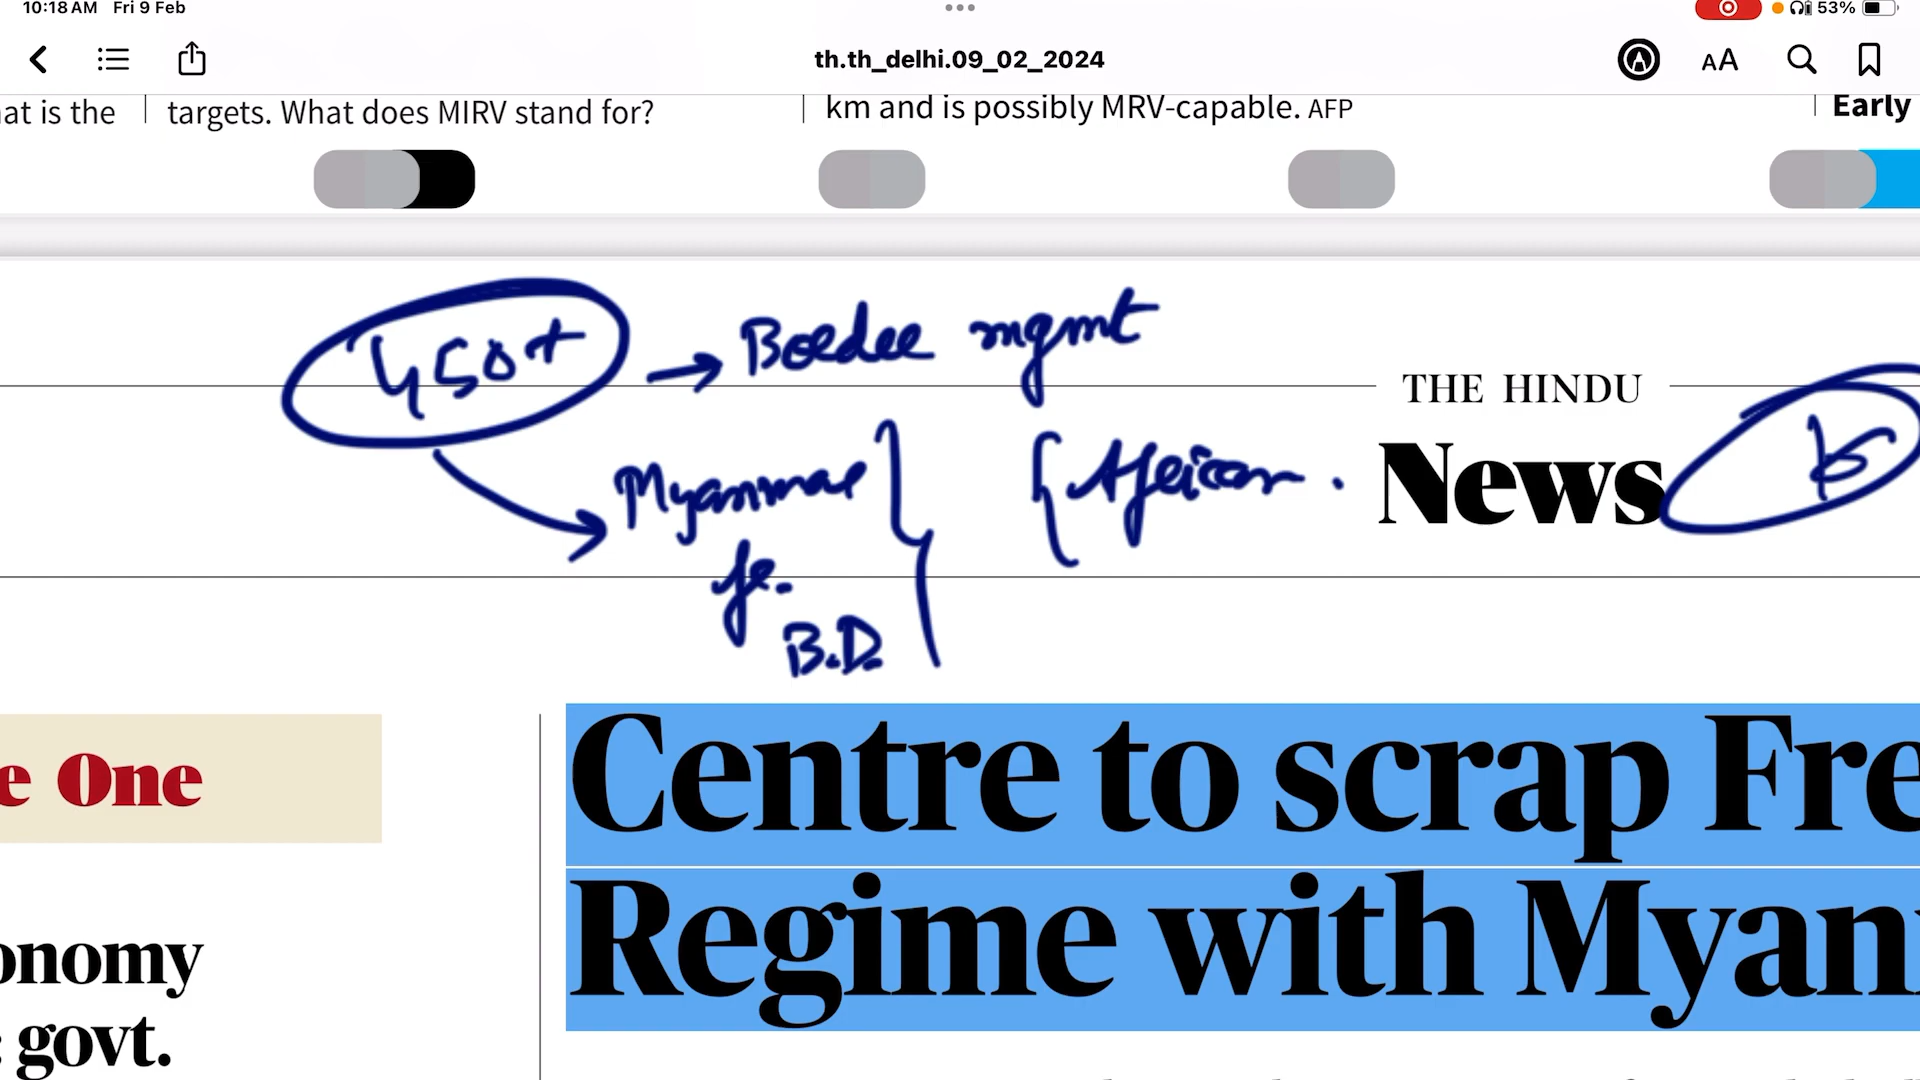 10:18 AM Fri 9 Feb
53%
th.th_delhi.09_02_2024
AA
at is the
targets. What does MIRV stand for?
km and is possibly MRV-capable. AFP
Early
450+ → Border mgmt
THE HINDU
News
Myanmar
African.
B.D.
e One
Centre to scrap Fre
Regime with Myan
onomy
govt.